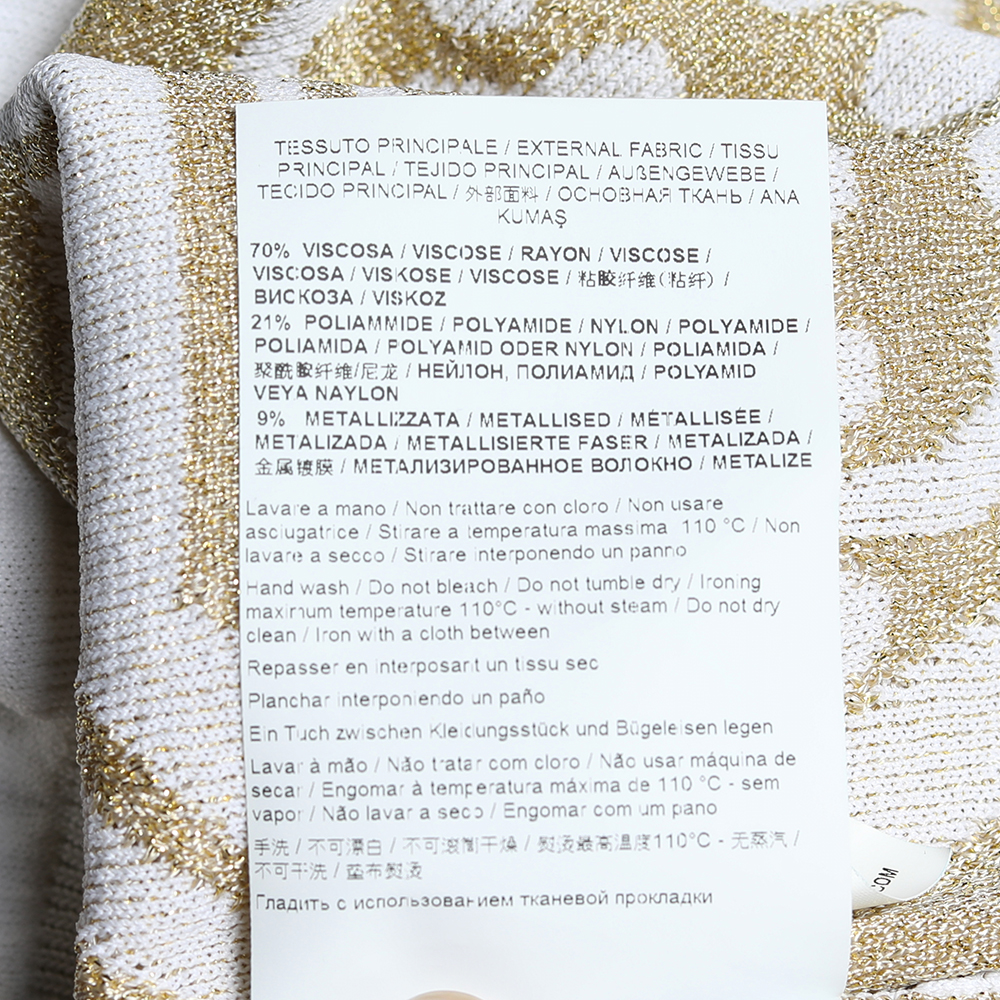 TESSUTO PRINCIPALE / EXTERNAL FABRIC / TISSU
PRINCIPAL / TEJIDO PRINCIPAL / AUßENGEWEBE /
TECIDO PRINCIPAL / 外部面料 / ОСНОВНАЯ ТКАНЬ / ANA
KUMAŞ
70% VISCOSA / VISCOSE / RAYON / VISCOSE /
VISCOSA / VISKOSE / VISCOSE / 粘胶纤维(粘纤) /
ВИСКОЗА / VISKOZ
21% POLIAMMIDE / POLYAMIDE / NYLON / POLYAMIDE /
POLIAMIDA / POLYAMID ODER NYLON / POLIAMIDA /
聚酰胺纤维/尼龙 / НЕЙЛОН, ПОЛИАМИД / POLYAMID
VEYA NAYLON
9% METALLIZZATA / METALLISED / MÉTALLISÉE /
METALIZADA / METALLISIERTE FASER / METALIZADA /
金属镀膜 / МЕТАЛИЗИРОВАННОЕ ВОЛОКНО / METALIZE
Lavare a mano / Non trattare con cloro / Non usare
asciugatrice / Stirare a temperatura massima 110 °C / Non
lavare a secco / Stirare interponendo un panno
Hand wash / Do not bleach / Do not tumble dry / Ironing
maximum temperature 110°C - without steam / Do not dry
clean / Iron with a cloth between
Repasser en interposant un tissu sec
Planchar interponiendo un paño
Ein Tuch zwischen Kleidungsstück und Bügeleisen legen
Lavar à mão / Não tratar com cloro / Não usar máquina de
secar / Engomar à temperatura máxima de 110 °C - sem
vapor / Não lavar a seco / Engomar com um pano
手洗 / 不可漂白 / 不可滚筒干燥 / 熨烫最高温度110°C - 无蒸汽 /
不可干洗 / 垫布熨烫
Гладить с использованием тканевой прокладки
.COM